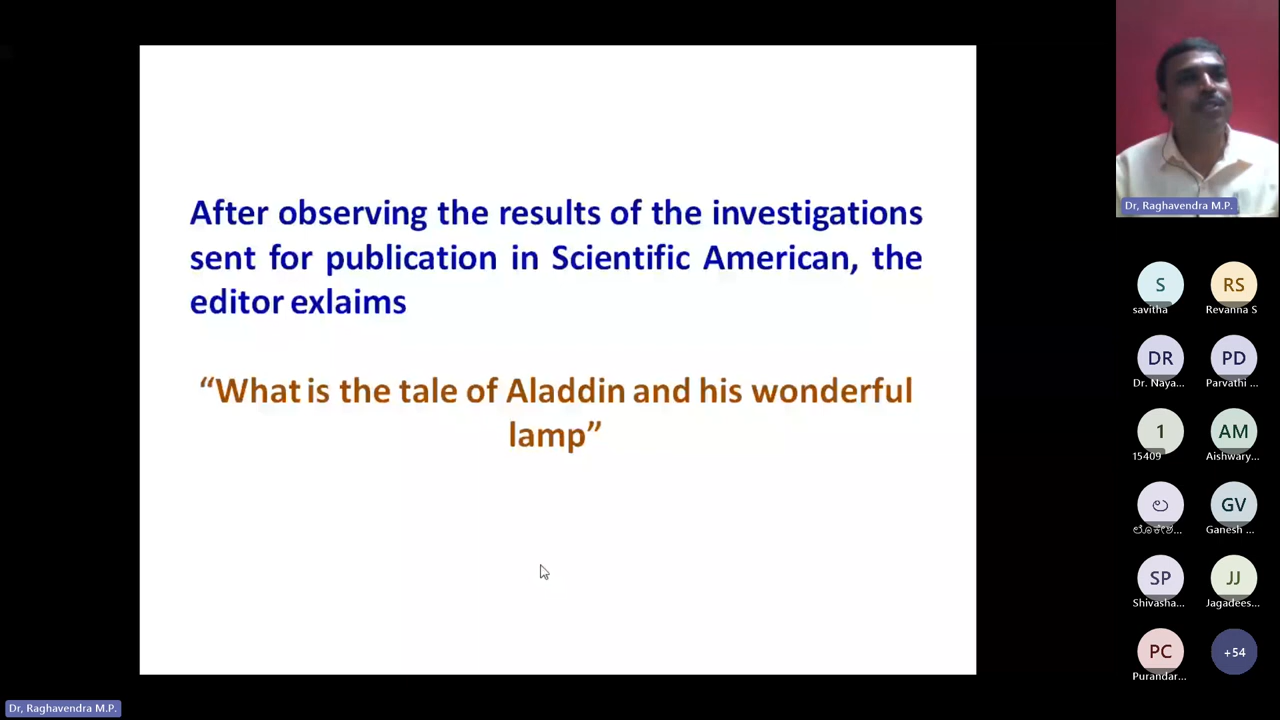 After observing the results of the investigations
sent for publication in Scientific American, the
editor exlaims
“What is the tale of Aladdin and his wonderful
lamp”
Dr, Raghavendra M.P.
S
savitha
RS
Revanna S
DR
Dr. Naya...
PD
Parvathi ...
1
15409
AM
Aishwary...
ಲ
ಲೊಕೇಶ...
GV
Ganesh ...
SP
Shivasha...
JJ
Jagadees...
PC
Purandar...
+54
Dr, Raghavendra M.P.